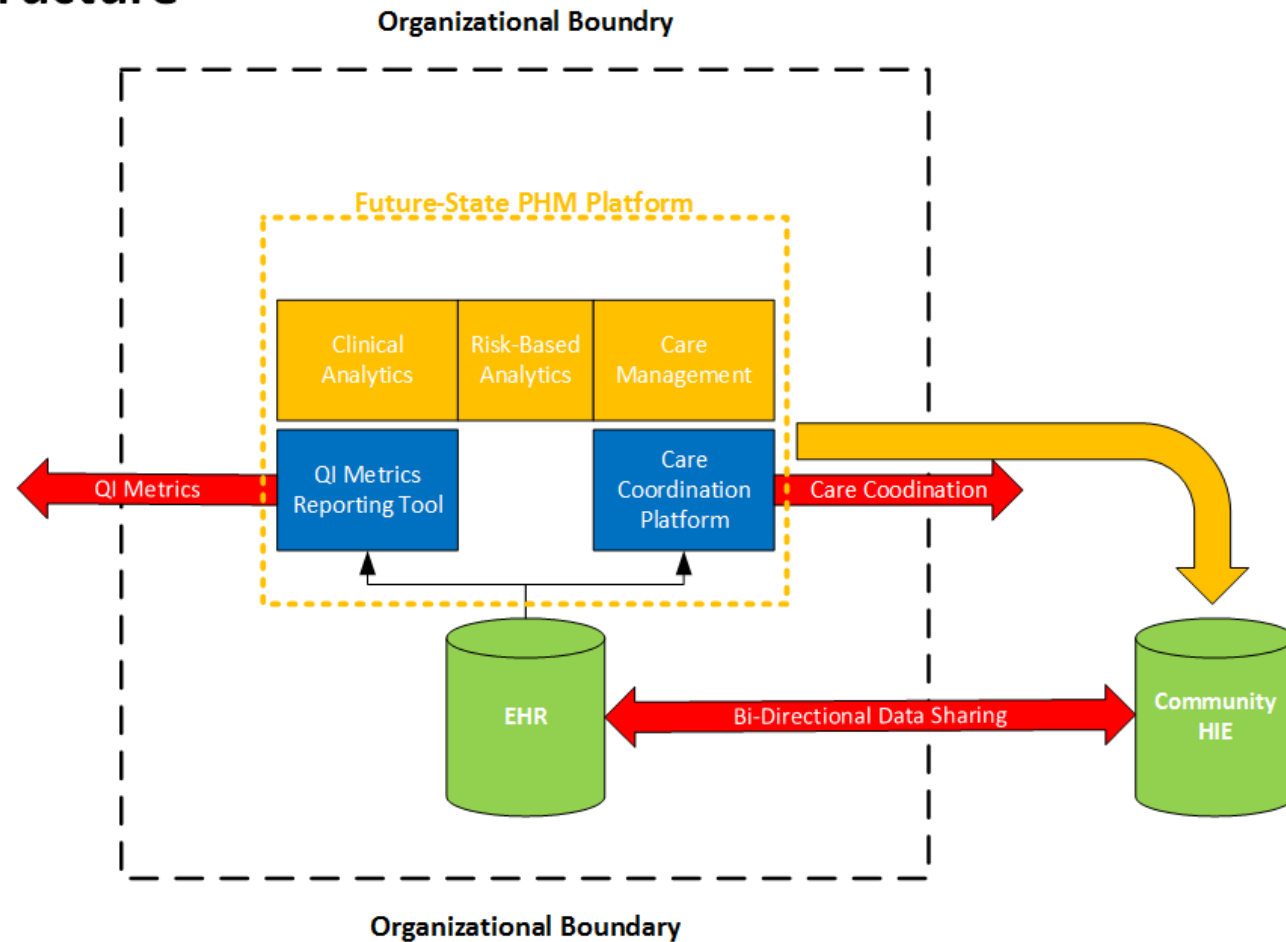 Organizational Boundry
Future-State PHM Platform
Clinical
Analytics
Risk-Based
Analytics
Care
Management
QI Metrics
QI Metrics
Reporting Tool
Care
Coordination
Platform
Care Coodination
EHR
Bi-Directional Data Sharing
Community
HIE
Organizational Boundary